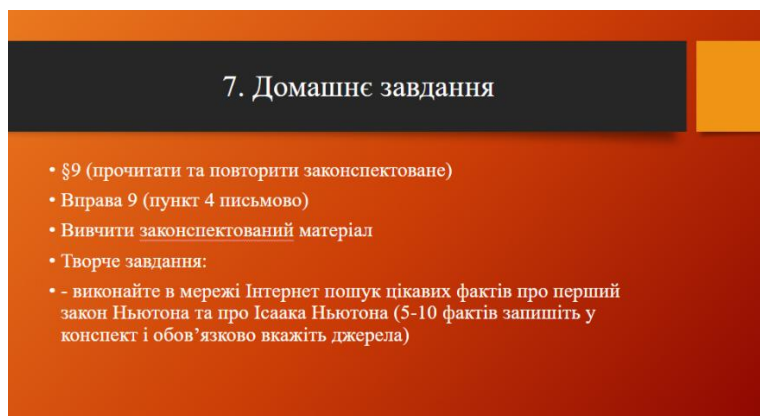 7. Домашнє завдання
• §9 (прочитати та повторити законспектоване)
• Вправа 9 (пункт 4 письмово)
• Вивчити законспектований матеріал
• Творче завдання:
• - виконайте в мережі Інтернет пошук цікавих фактів про перший
закон Ньютона та про Ісаака Ньютона (5-10 фактів запишіть у
конспект і обов’язково вкажіть джерела)